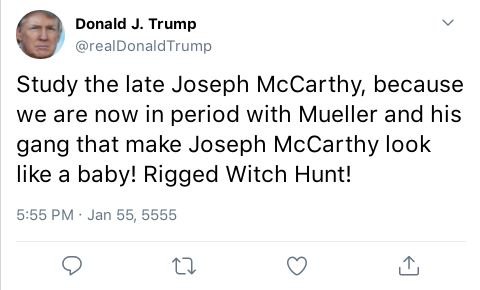 Donald J. Trump
@realDonaldTrump
Study the late Joseph McCarthy, because
we are now in period with Mueller and his
gang that make Joseph McCarthy look
like a baby! Rigged Witch Hunt!
5:55 PM · Jan 55, 5555